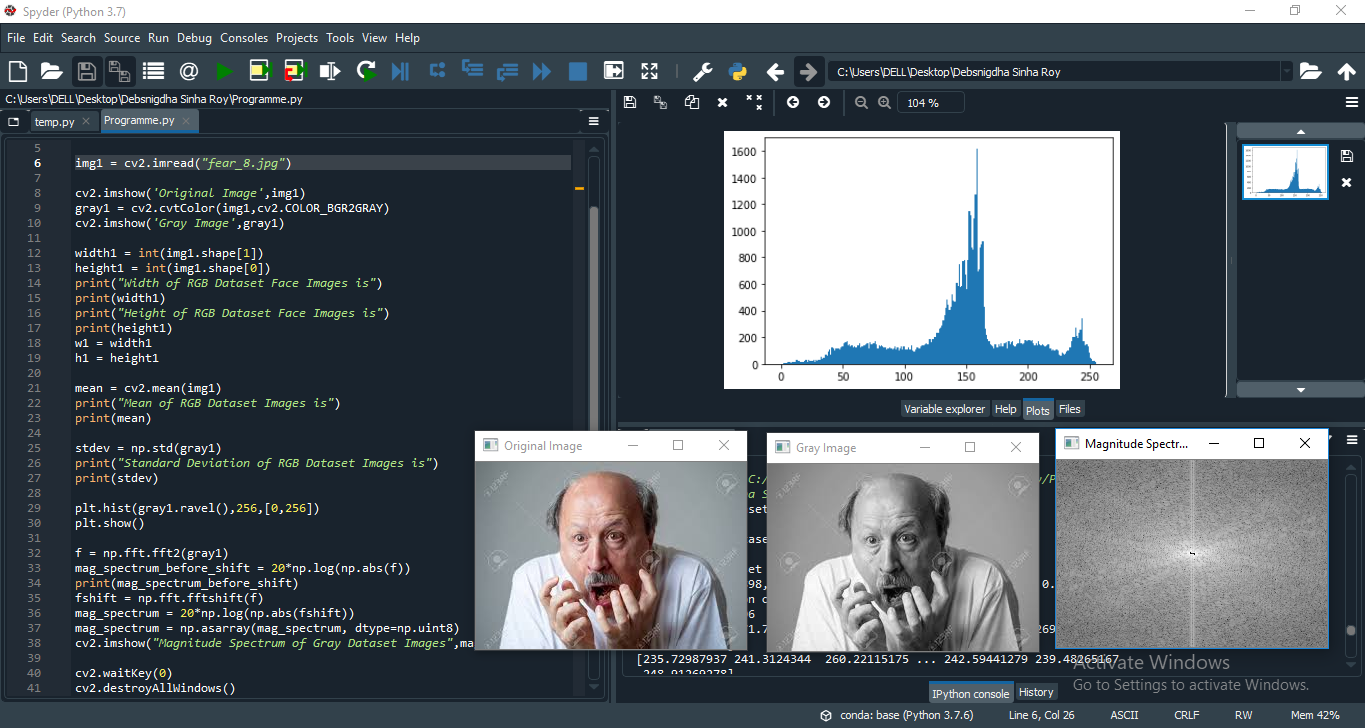 Spyder (Python 3.7)
File Edit Search Source Run Debug Consoles Projects Tools View Help
C:\Users\DELL\Desktop\Debsnigdha Sinha Roy
C:\Users\DELL\Desktop\Debsnigdha Sinha Roy\Programme.py
temp.py
Programme.py
5
6 img1 = cv2.imread("fear_8.jpg")
7
8 cv2.imshow('Original Image',img1)
9 gray1 = cv2.cvtColor(img1,cv2.COLOR_BGR2GRAY)
10 cv2.imshow('Gray Image',gray1)
11
12 width1 = int(img1.shape[1])
13 height1 = int(img1.shape[0])
14 print("Width of RGB Dataset Face Images is")
15 print(width1)
16 print("Height of RGB Dataset Face Images is")
17 print(height1)
18 w1 = width1
19 h1 = height1
20
21 mean = cv2.mean(img1)
22 print("Mean of RGB Dataset Images is")
23 print(mean)
24
25 stdev = np.std(gray1)
26 print("Standard Deviation of RGB Dataset Images is")
27 print(stdev)
28
29 plt.hist(gray1.ravel(),256,[0,256])
30 plt.show()
31
32 f = np.fft.fft2(gray1)
33 mag_spectrum_before_shift = 20*np.log(np.abs(f))
34 print(mag_spectrum_before_shift)
35 fshift = np.fft.fftshift(f)
36 mag_spectrum = 20*np.log(np.abs(fshift))
37 mag_spectrum = np.asarray(mag_spectrum, dtype=np.uint8)
38 cv2.imshow("Magnitude Spectrum of Gray Dataset Images",ma
39
40 cv2.waitKey(0)
41 cv2.destroyAllWindows()
104 %
1600
1400
1200
1000
800
600
400
200
0
0 50 100 150 200 250
Variable explorer Help Plots Files
Original Image
Gray Image
Magnitude Spectr...
123RF
[235.72987937 241.3124344 260.22115175 ... 242.59441279 239.48265167
248.91269278]
Activate Windows
Go to Settings to activate Windows.
IPython console History
conda: base (Python 3.7.6) Line 6, Col 26 ASCII CRLF RW Mem 42%